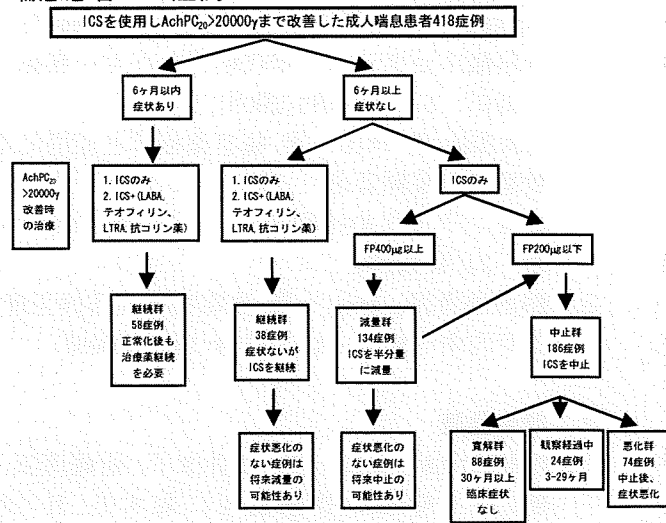 ICSを使用しAchPC₂₀>20000γまで改善した成人喘息患者418症例
6ヶ月以内
症状あり
6ヶ月以上
症状なし
AchPC₂₀
>20000γ
改善時
の治療
1. ICSのみ
2. ICS+(LABA,
テオフィリン、
LTRA,抗コリン薬)
1. ICSのみ
2. ICS+(LABA,
テオフィリン、
LTRA,抗コリン薬)
ICSのみ
FP400μg以上
FP200μg以下
継続群
58症例
正常化後も
治療薬継続
を必要
継続群
38症例
症状ないが
ICSを継続
減量群
134症例
ICSを半分量
に減量
中止群
186症例
ICSを中止
症状悪化の
ない症例は
将来減量の
可能性あり
症状悪化の
ない症例は
将来中止の
可能性あり
寛解群
88症例
30ヶ月以上
臨床症状
なし
観察経過中
24症例
3-29ヶ月
悪化群
74症例
中止後、
症状悪化